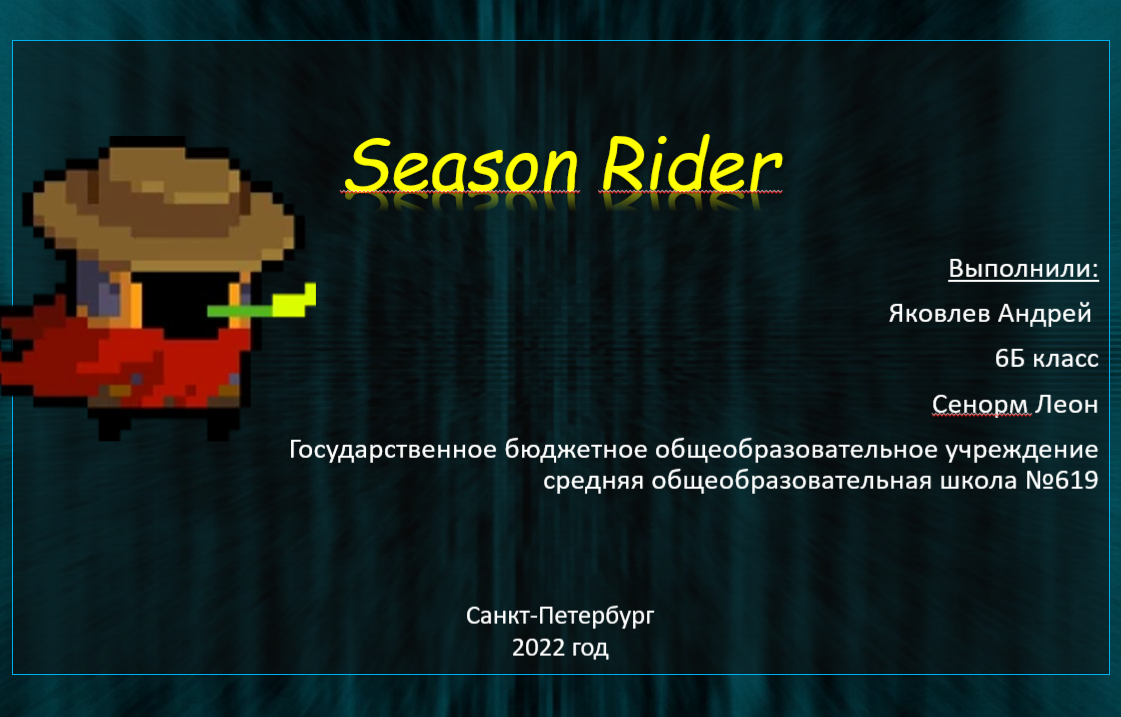 Season Rider
Выполнили:
Яковлев Андрей
6Б класс
Сенорм Леон
Государственное бюджетное общеобразовательное учреждение
средняя общеобразовательная школа №619
Санкт-Петербург
2022 год